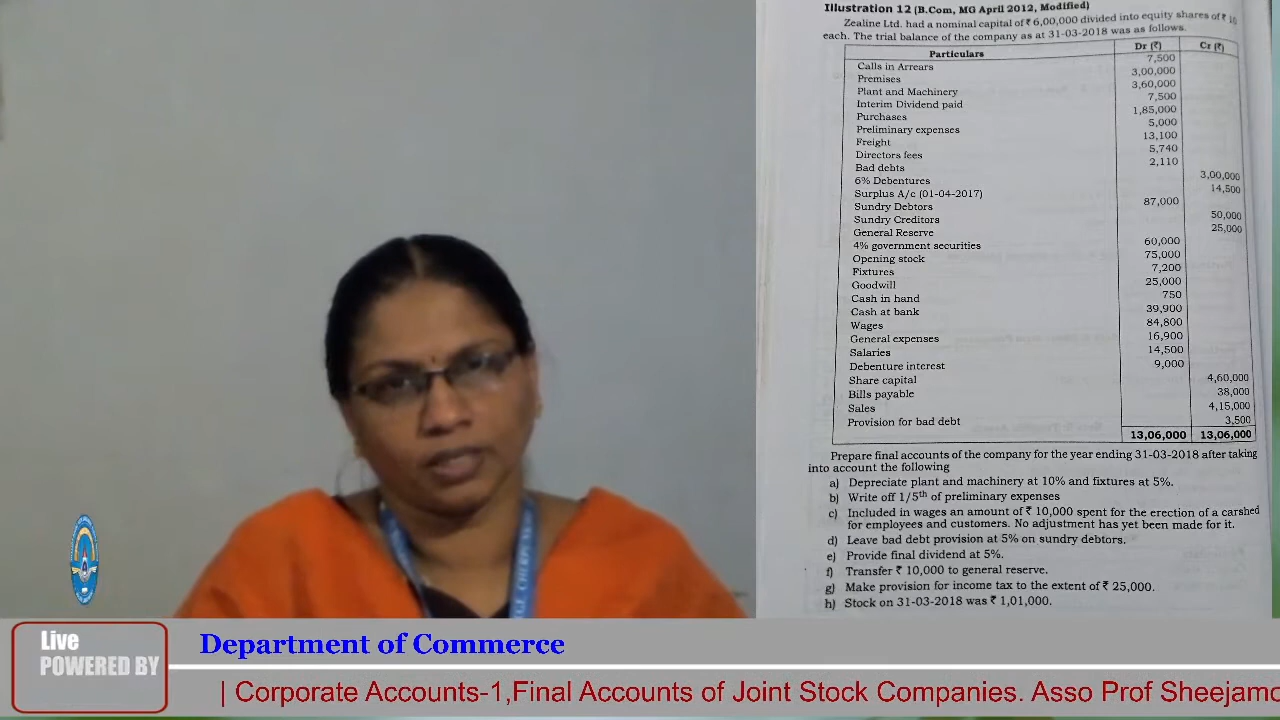 Illustration 12 (B.Com, MG April 2012, Modified)
Zealine Ltd. had a nominal capital of ₹ 6,00,000 divided into equity shares of ₹ 10
each. The trial balance of the company as at 31-03-2018 was as follows.
Particulars Dr (₹) Cr (₹)
Calls in Arrears 7,500
Premises 3,00,000
Plant and Machinery 3,60,000
Interim Dividend paid 7,500
Purchases 1,85,000
Preliminary expenses 5,000
Freight 13,100
Directors fees 5,740
Bad debts 2,110
6% Debentures 3,00,000
Surplus A/c (01-04-2017) 14,500
Sundry Debtors 87,000
Sundry Creditors 50,000
General Reserve 25,000
4% government securities 60,000
Opening stock 75,000
Fixtures 7,200
Goodwill 25,000
Cash in hand 750
Cash at bank 39,900
Wages 84,800
General expenses 16,900
Salaries 14,500
Debenture interest 9,000
Share capital 4,60,000
Bills payable 38,000
Sales 4,15,000
Provision for bad debt 3,500
13,06,000 13,06,000
Prepare final accounts of the company for the year ending 31-03-2018 after taking
into account the following
a) Depreciate plant and machinery at 10% and fixtures at 5%.
b) Write off 1/5th of preliminary expenses
c) Included in wages an amount of ₹ 10,000 spent for the erection of a carshed
for employees and customers. No adjustment has yet been made for it.
d) Leave bad debt provision at 5% on sundry debtors.
e) Provide final dividend at 5%.
f) Transfer ₹ 10,000 to general reserve.
g) Make provision for income tax to the extent of ₹ 25,000.
h) Stock on 31-03-2018 was ₹ 1,01,000.
Live
POWERED BY
Department of Commerce
| Corporate Accounts-1,Final Accounts of Joint Stock Companies. Asso Prof Sheejamo